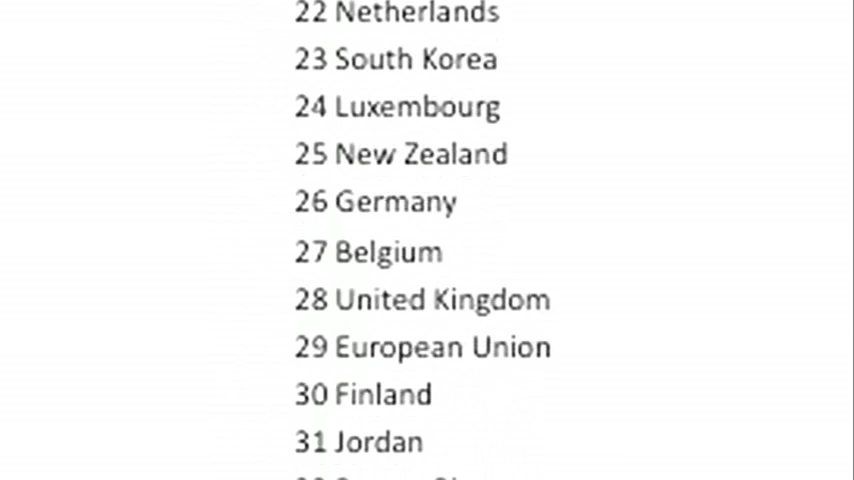 22 Netherlands
23 South Korea
24 Luxembourg
25 New Zealand
26 Germany
27 Belgium
28 United Kingdom
29 European Union
30 Finland
31 Jordan